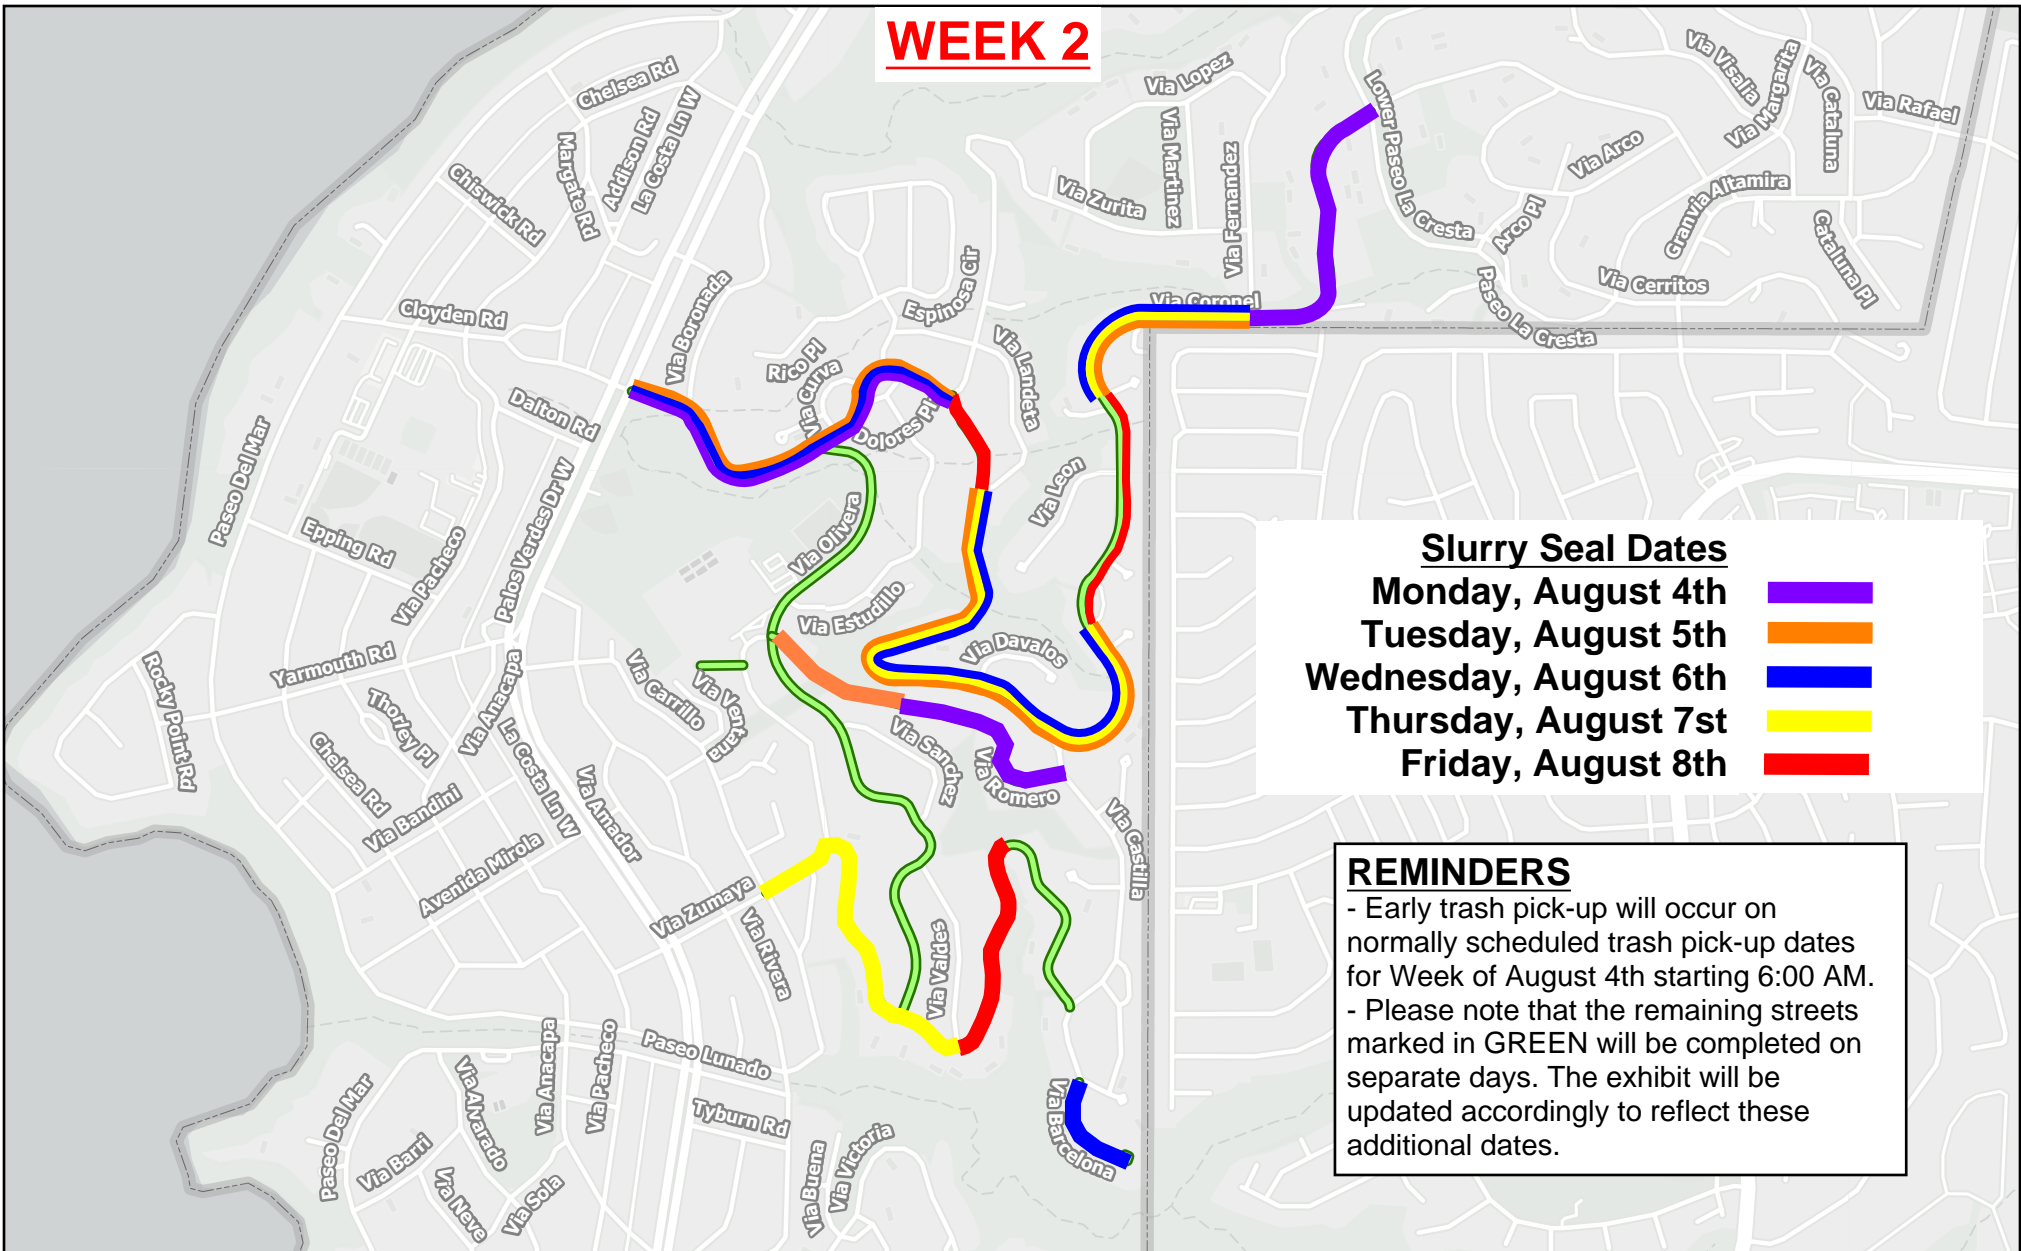 WEEK 2
Chelsea Rd
Addison Rd
La Costa Ln W
Margate Rd
Chiswick Rd
Via Lopez
Via Martinez
Via Fernandez
Via Zurita
Lower Paseo La Cresta
Via Visalia
Via Margarita
Via Cataluna
Via Rafael
Via Arco
Arco Pl
Granvia Altamira
Cataluna Pl
Via Cerritos
Paseo La Cresta
Cloyden Rd
Via Boronada
Espinosa Cir
Via Coronel
Rico Pl
Via Curva
Via Landeta
Dolores Pl
Dalton Rd
Paseo Del Mar
Palos Verdes Dr W
Via Leon
Via Olivera
Epping Rd
Via Pacheco
Via Estudillo
Via Davalos
Slurry Seal Dates
Monday, August 4th
Tuesday, August 5th
Wednesday, August 6th
Thursday, August 7st
Friday, August 8th
Rocky Point Rd
Yarmouth Rd
Via Anacapa
Via Carrillo
Via Ventana
Thorley Pl
La Costa Ln W
Via Sanchez
Via Romero
Chelsea Rd
Via Bandini
Via Amador
Via Castilla
Avenida Mirola
Via Zumaya
Via Rivera
Via Valdes
REMINDERS
- Early trash pick-up will occur on
normally scheduled trash pick-up dates
for Week of August 4th starting 6:00 AM.
- Please note that the remaining streets
marked in GREEN will be completed on
separate days. The exhibit will be
updated accordingly to reflect these
additional dates.
Paseo Lunado
Via Anacapa
Via Pacheco
Via Alvarado
Paseo Del Mar
Tyburn Rd
Via Barcelona
Via Barri
Via Neve
Via Sola
Via Buena
Via Victoria